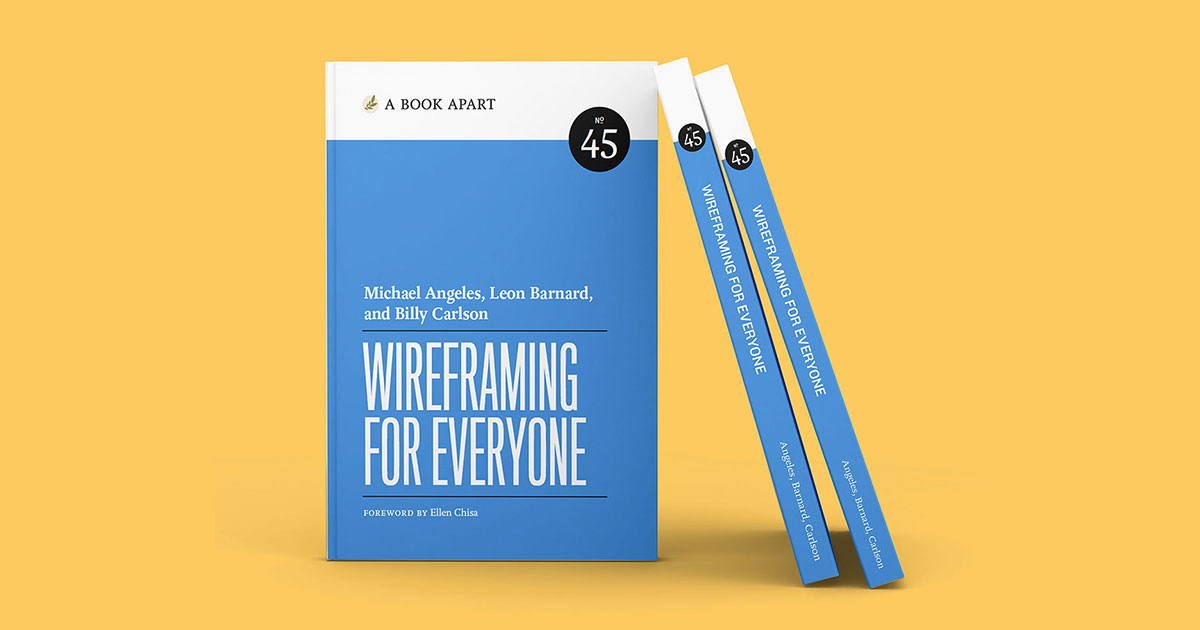 A BOOK APART
Nº
45
Michael Angeles, Leon Barnard,
and Billy Carlson
WIREFRAMING
FOR EVERYONE
FOREWORD BY Ellen Chisa
Nº
45
WIREFRAMING FOR EVERYONE
Angeles, Barnard, Carlson
Nº
45
WIREFRAMING FOR EVERYONE
Angeles, Barnard, Carlson